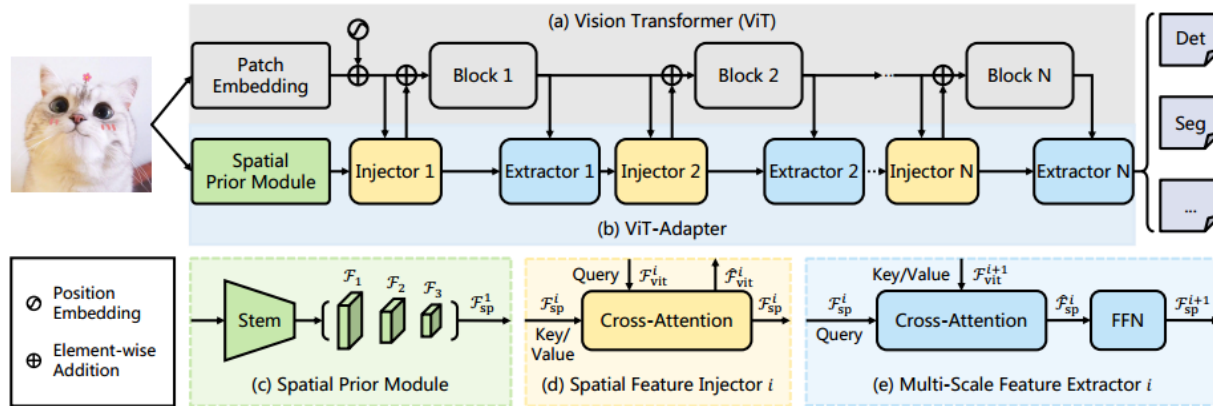 (a) Vision Transformer (ViT)
Patch
Embedding
Block 1
Block 2
...
Block N
Det
Seg
...
Spatial
Prior Module
Injector 1
Extractor 1
Injector 2
Extractor 2
...
Injector N
Extractor N
(b) ViT-Adapter
Position
Embedding
Element-wise
Addition
Stem
F₁
F₂
F₃
F¹sp
(c) Spatial Prior Module
Query
Fⁱvit
F̂ⁱvit
Fⁱsp
Key/
Value
Cross-Attention
Fⁱsp
(d) Spatial Feature Injector i
Key/Value
Fⁱ⁺¹vit
Fⁱsp
Query
Cross-Attention
F̂ⁱsp
FFN
Fⁱ⁺¹sp
(e) Multi-Scale Feature Extractor i